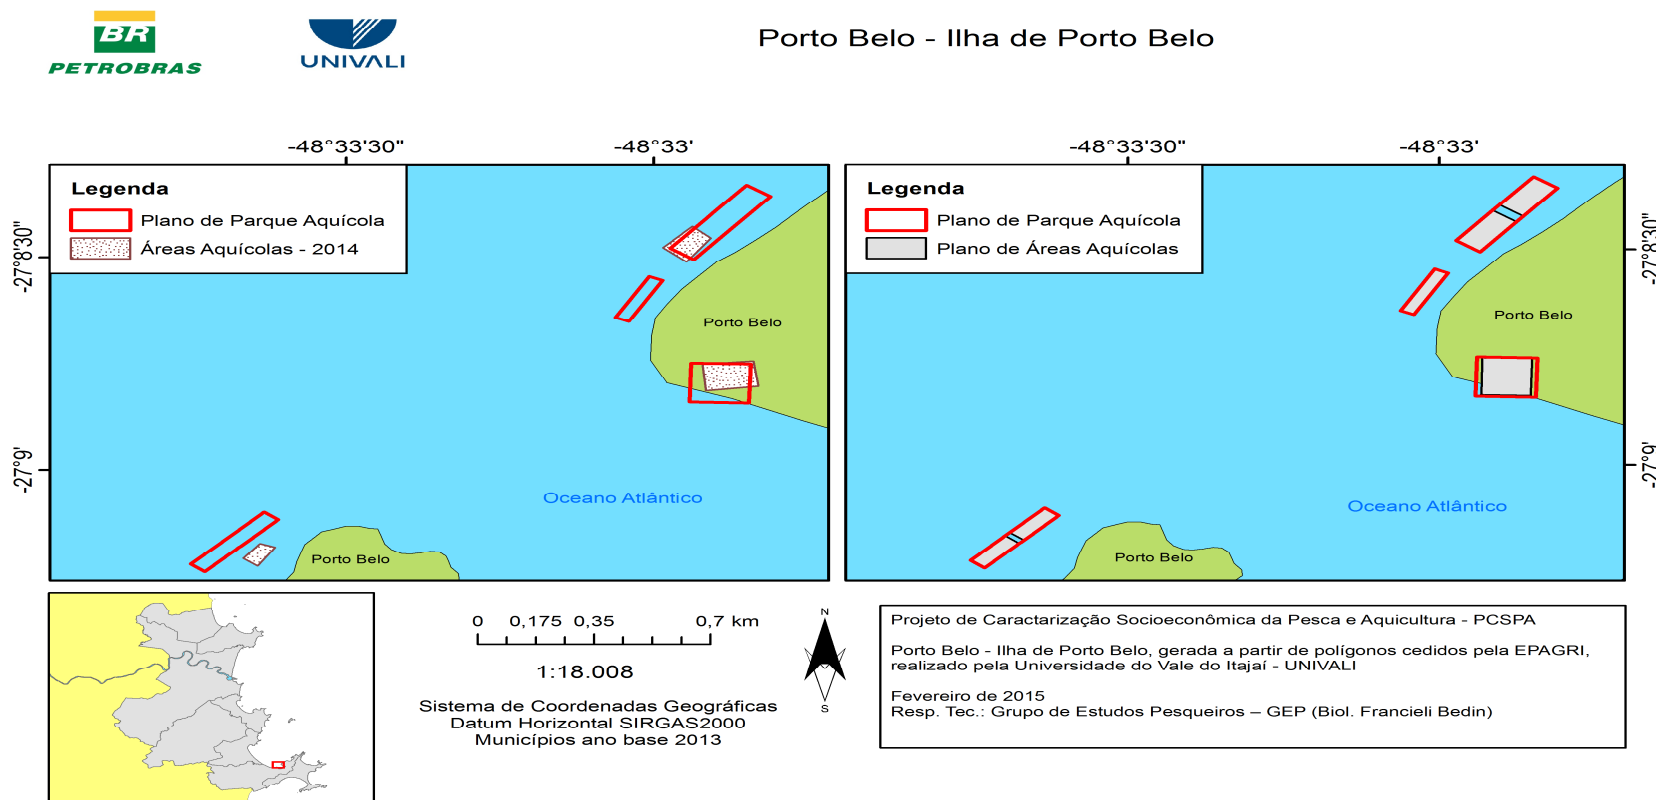 BR
PETROBRAS
UNIVALI
Porto Belo - Ilha de Porto Belo
-48°33'30"
-48°33'
-48°33'30"
-48°33'
Legenda
Plano de Parque Aquícola
Áreas Aquícolas - 2014
-27°8'30"
-27°9'
Porto Belo
Oceano Atlântico
Porto Belo
Legenda
Plano de Parque Aquícola
Plano de Áreas Aquícolas
-27°8'30"
-27°9'
Porto Belo
Oceano Atlântico
Porto Belo
0 0,175 0,35 0,7 km
1:18.008
Sistema de Coordenadas Geográficas
Datum Horizontal SIRGAS2000
Municípios ano base 2013
N
S
Projeto de Caractarização Socioeconômica da Pesca e Aquicultura - PCSPA
Porto Belo - Ilha de Porto Belo, gerada a partir de polígonos cedidos pela EPAGRI,
realizado pela Universidade do Vale do Itajaí - UNIVALI
Fevereiro de 2015
Resp. Tec.: Grupo de Estudos Pesqueiros – GEP (Biol. Francieli Bedin)